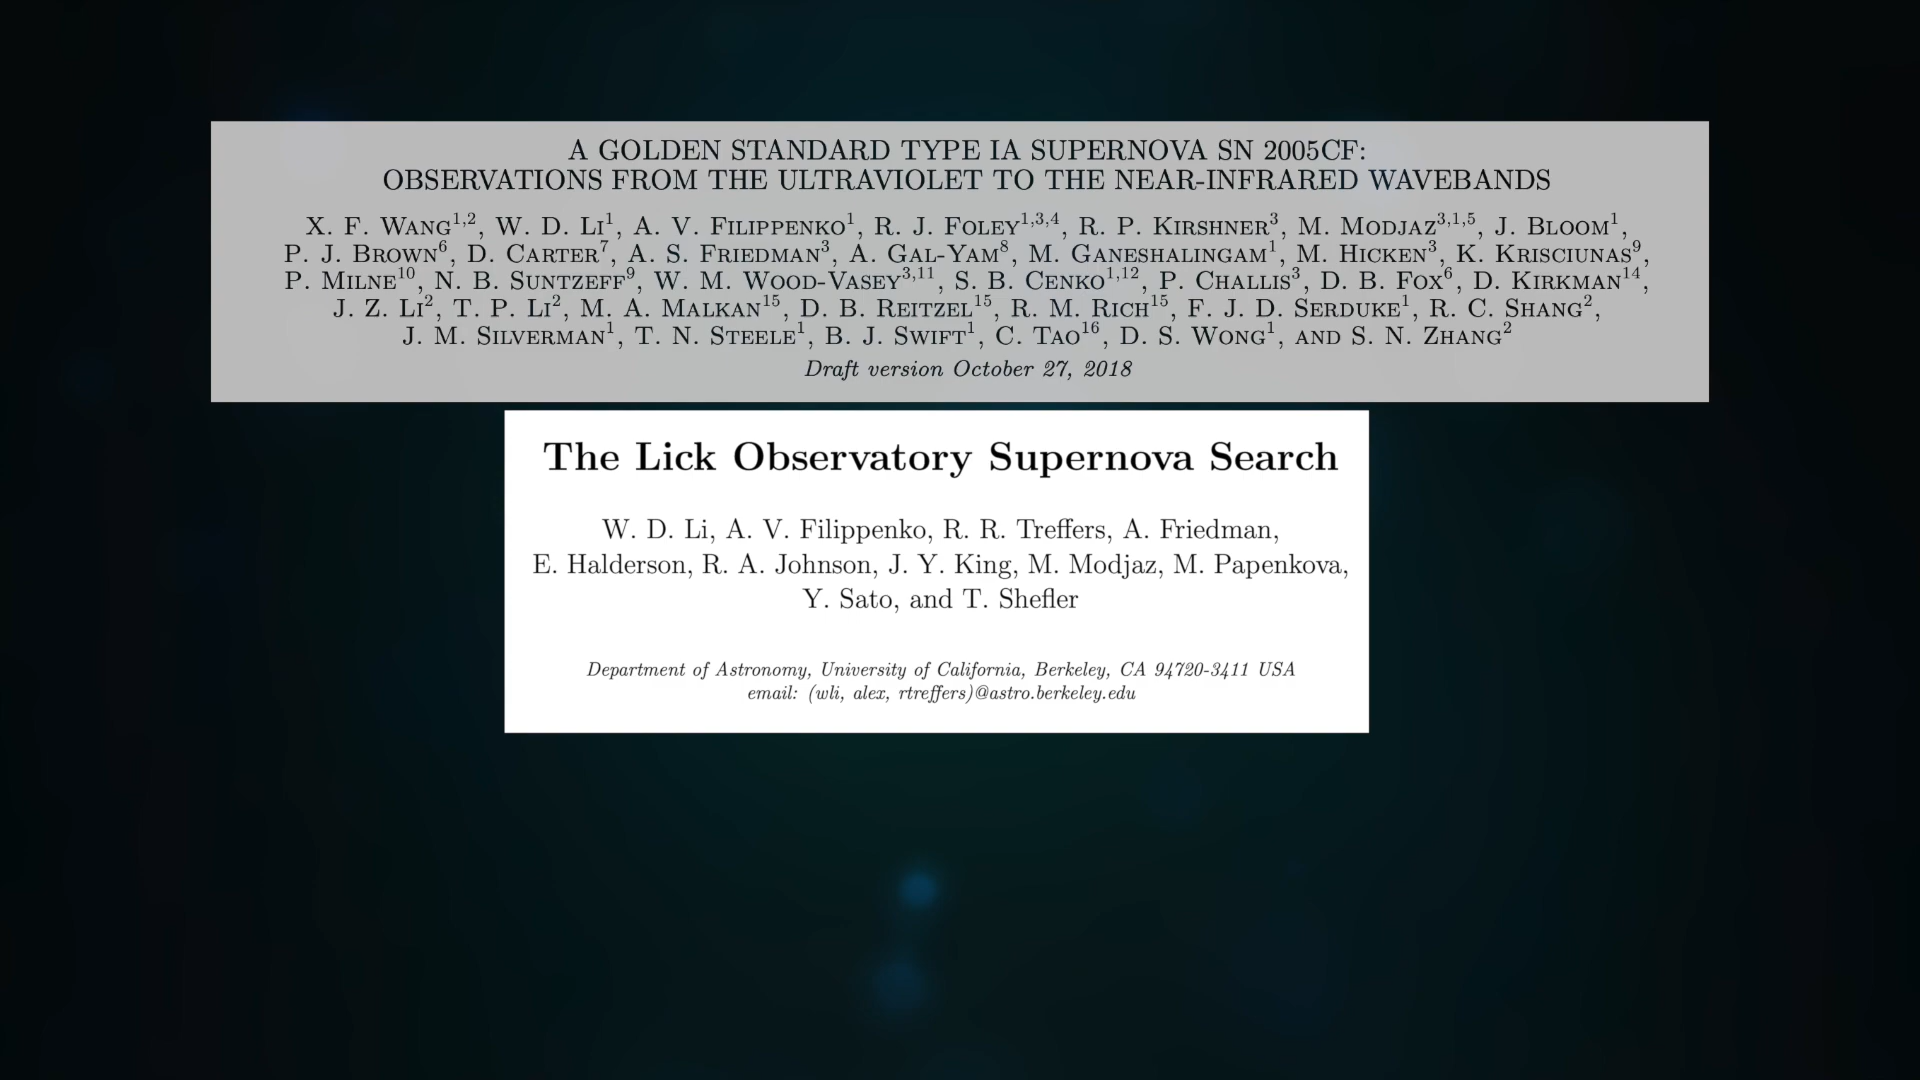 A GOLDEN STANDARD TYPE IA SUPERNOVA SN 2005CF:
OBSERVATIONS FROM THE ULTRAVIOLET TO THE NEAR-INFRARED WAVEBANDS
X. F. Wang1,2, W. D. Li1, A. V. Filippenko1, R. J. Foley1,3,4, R. P. Kirshner3, M. Modjaz3,1,5, J. Bloom1,
P. J. Brown6, D. Carter7, A. S. Friedman3, A. Gal-Yam8, M. Ganeshalingam1, M. Hicken3, K. Krisciunas9,
P. Milne10, N. B. Suntzeff9, W. M. Wood-Vasey3,11, S. B. Cenko1,12, P. Challis3, D. B. Fox6, D. Kirkman14,
J. Z. Li2, T. P. Li2, M. A. Malkan15, D. B. Reitzel15, R. M. Rich15, F. J. D. Serduke1, R. C. Shang2,
J. M. Silverman1, T. N. Steele1, B. J. Swift1, C. Tao16, D. S. Wong1, and S. N. Zhang2
Draft version October 27, 2018
The Lick Observatory Supernova Search
W. D. Li, A. V. Filippenko, R. R. Treffers, A. Friedman,
E. Halderson, R. A. Johnson, J. Y. King, M. Modjaz, M. Papenkova,
Y. Sato, and T. Shefler
Department of Astronomy, University of California, Berkeley, CA 94720-3411 USA
email: (wli, alex, rtreffers)@astro.berkeley.edu